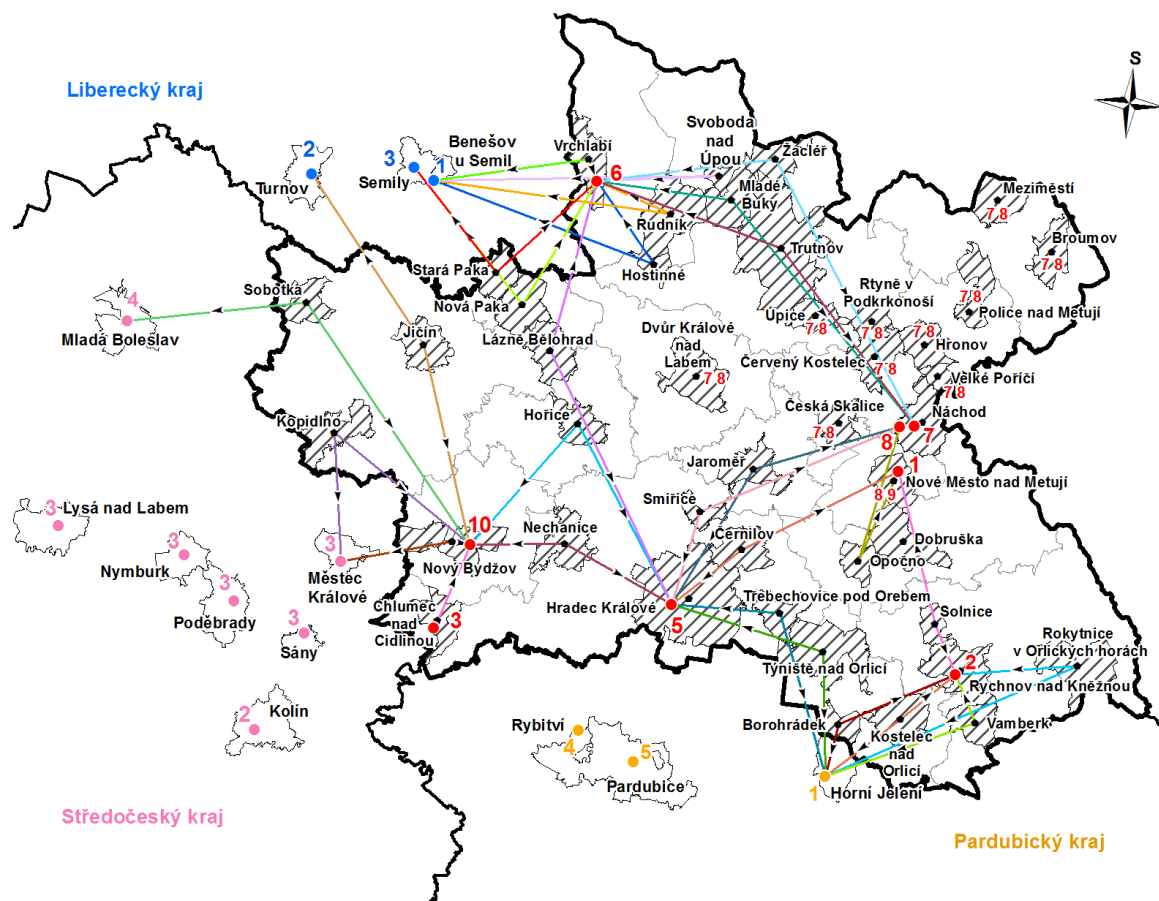 S
Liberecký kraj
Benešov
u Semil
Vrchlabí
Svoboda
nad
Úpou
Žacléř
2
3
1
6
Turnov
Semily
Mladé
Buky
Meziměstí
7 8
Rudník
Broumov
7 8
Trutnov
Hostinné
Stará Paka
Sobotka
Nová Paka
Rtyně v
Podkrkonoší
7 8
7 8
Police nad Metují
4
Mladá Boleslav
Úpice
7 8
Jičín
Lázně Bělohrad
Dvůr Králové
nad
Labem
7 8
7 8
Hronov
Červený Kostelec
7 8
Velké Poříčí
7 8
Česká Skalice
7 8
Náchod
8
7
Kopidlno
Hořice
Jaroměř
1
Nové Město nad Metují
8 9
Smiřice
3
Lysá nad Labem
10
Nechanice
Černilov
Dobruška
Opočno
3
Nymburk
3
Městec
Králové
Nový Bydžov
3
Poděbrady
Chlumec
nad
Cidlinou
3
Hradec Králové
5
Třebechovice pod Orebem
Solnice
3
Sány
Týniště nad Orlicí
Rokytnice
v Orlických horách
2
Rychnov nad Kněžnou
Kolín
2
Rybitví
4
5
Pardubice
Borohrádek
Kostelec
nad
Orlicí
Vamberk
1
Horní Jelení
Středočeský kraj
Pardubický kraj